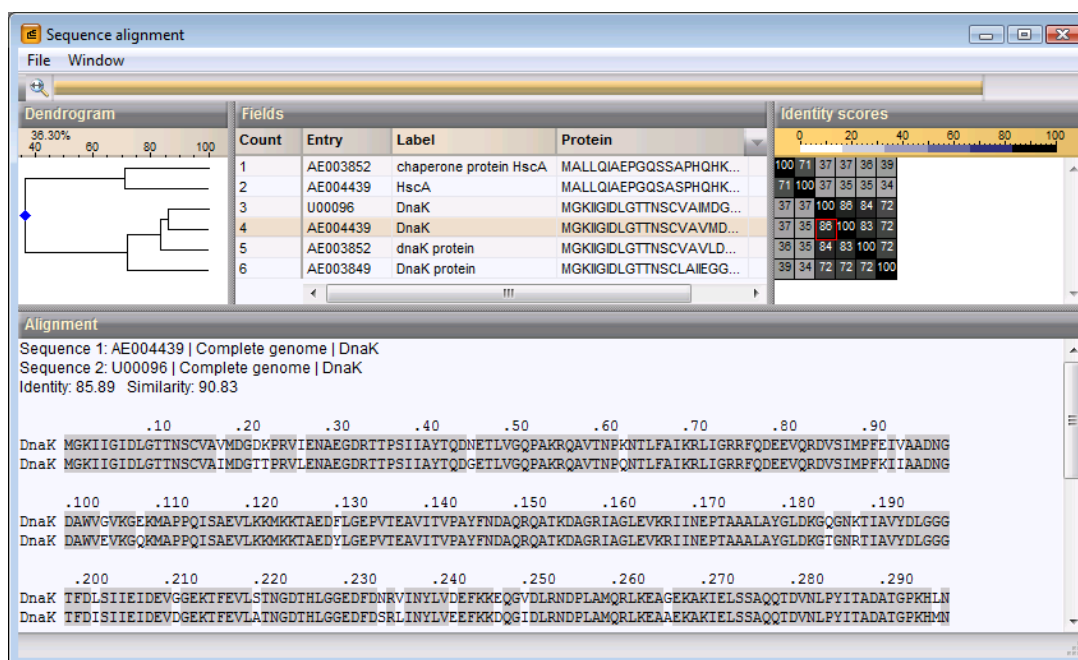 Sequence alignment
File Window
Dendrogram
36.30%
40 60 80 100
Fields
Count Entry Label Protein
1 AE003852 chaperone protein HscA MALLQIAEPGQSSAPHQHK...
2 AE004439 HscA MALLQIAEPGQSASPHQHK...
3 U00096 DnaK MGKIIGIDLGTTNSCVAIMDG...
4 AE004439 DnaK MGKIIGIDLGTTNSCVAVMD...
5 AE003852 dnaK protein MGKIIGIDLGTTNSCVAVLD...
6 AE003849 DnaK protein MGKIIGIDLGTTNSCLAIIEGG...
Identity scores
0 20 40 60 80 100
100 71 37 37 36 39
71 100 37 35 35 34
37 37 100 86 84 72
37 35 86 100 83 72
36 35 84 83 100 72
39 34 72 72 72 100
Alignment
Sequence 1: AE004439 | Complete genome | DnaK
Sequence 2: U00096 | Complete genome | DnaK
Identity: 85.89 Similarity: 90.83
.10 .20 .30 .40 .50 .60 .70 .80 .90
DnaK MGKIIGIDLGTTNSCVAVMDGDKPRVIENAEGDRTTPSIIAYTQDNETLVGQPAKRQAVTNPKNTLFAIKRLIGRRFQDEEVQRDVSIMPFEIVAADNG
DnaK MGKIIGIDLGTTNSCVAIMDGTTPRVLENAEGDRTTPSIIAYTQDGETLVGQPAKRQAVTNPQNTLFAIKRLIGRRFQDEEVQRDVSIMPFKIIAADNG
.100 .110 .120 .130 .140 .150 .160 .170 .180 .190
DnaK DAWVGVKGEKMAPPQISAEVLKKMKKTAEDFLGEPVTEAVITVPAYFNDAQRQATKDAGRIAGLEVKRIINEPTAAALAYGLDKGQGNKTIAVYDLGGG
DnaK DAWVEVKGQKMAPPQISAEVLKKMKKTAEDYLGEPVTEAVITVPAYFNDAQRQATKDAGRIAGLEVKRIINEPTAAALAYGLDKGTGNRTIAVYDLGGG
.200 .210 .220 .230 .240 .250 .260 .270 .280 .290
DnaK TFDLSIIEIDEVGGEKTFEVLSTNGDTHLGGEDFDNRVINYLVDEFKKEQGVDLRNDPLAMQRLKEAGEKAKIELSSAQQTDVNLPYITADATGPKHLN
DnaK TFDISIIEIDEVDGEKTFEVLATNGDTHLGGEDFDSRLINYLVEEFKKDQGIDLRNDPLAMQRLKEAAEKAKIELSSAQQTDVNLPYITADATGPKHMN